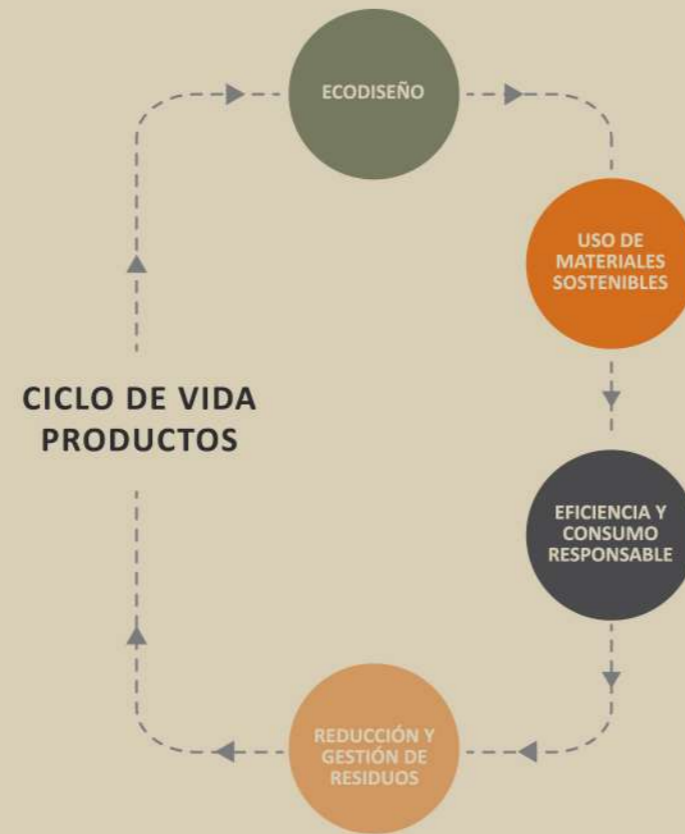 ECODISEÑO
USO DE
MATERIALES
SOSTENIBLES
CICLO DE VIDA
PRODUCTOS
EFICIENCIA Y
CONSUMO
RESPONSABLE
REDUCCIÓN Y
GESTIÓN DE
RESIDUOS